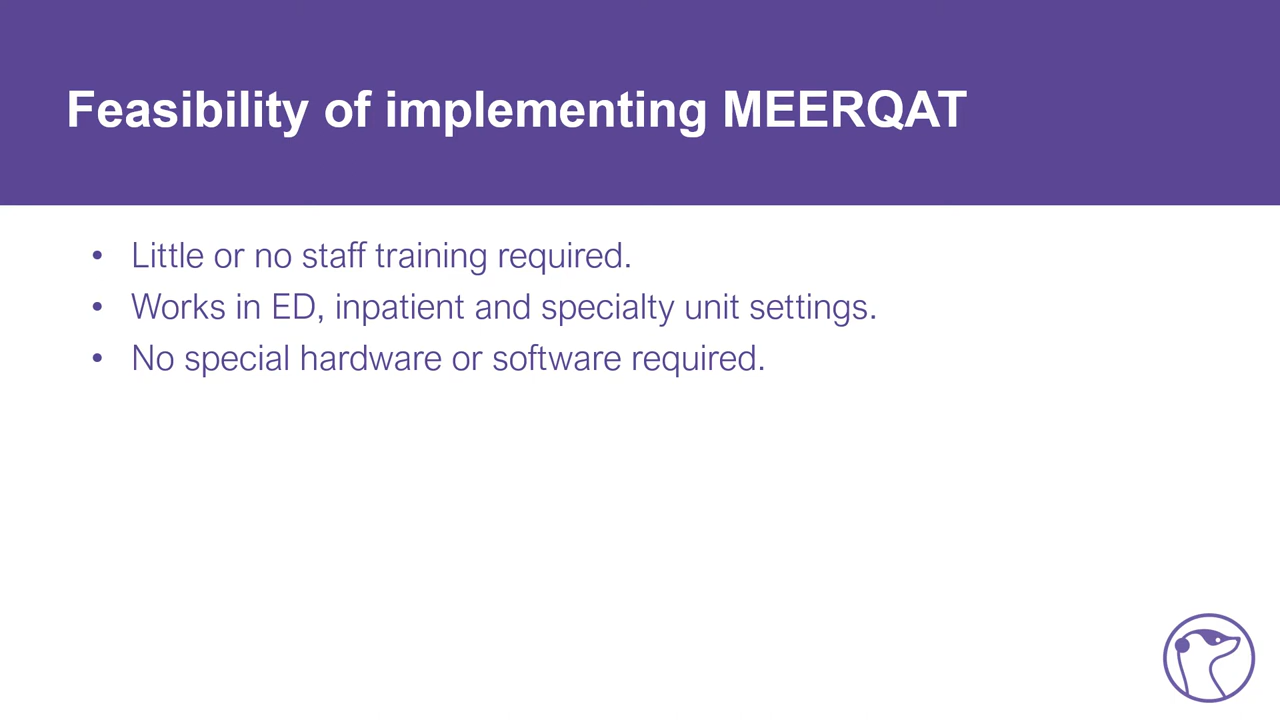 Feasibility of implementing MEERQAT
• Little or no staff training required.
• Works in ED, inpatient and specialty unit settings.
• No special hardware or software required.